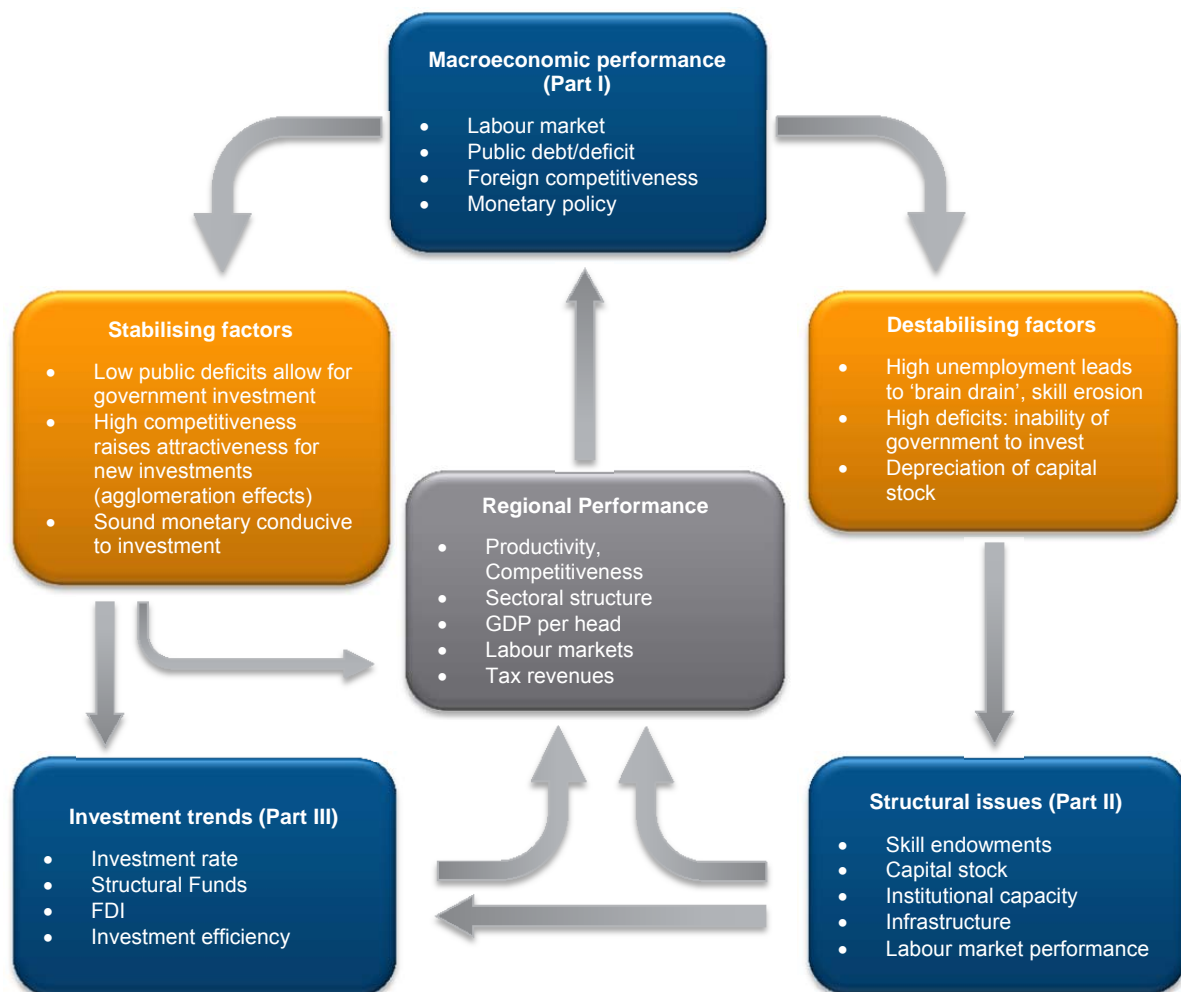 Macroeconomic performance
(Part I)
• Labour market
• Public debt/deficit
• Foreign competitiveness
• Monetary policy
Stabilising factors
• Low public deficits allow for
government investment
• High competitiveness
raises attractiveness for
new investments
(agglomeration effects)
• Sound monetary conducive
to investment
Destabilising factors
• High unemployment leads
to ‘brain drain’, skill erosion
• High deficits: inability of
government to invest
• Depreciation of capital
stock
Regional Performance
• Productivity,
Competitiveness
• Sectoral structure
• GDP per head
• Labour markets
• Tax revenues
Investment trends (Part III)
• Investment rate
• Structural Funds
• FDI
• Investment efficiency
Structural issues (Part II)
• Skill endowments
• Capital stock
• Institutional capacity
• Infrastructure
• Labour market performance